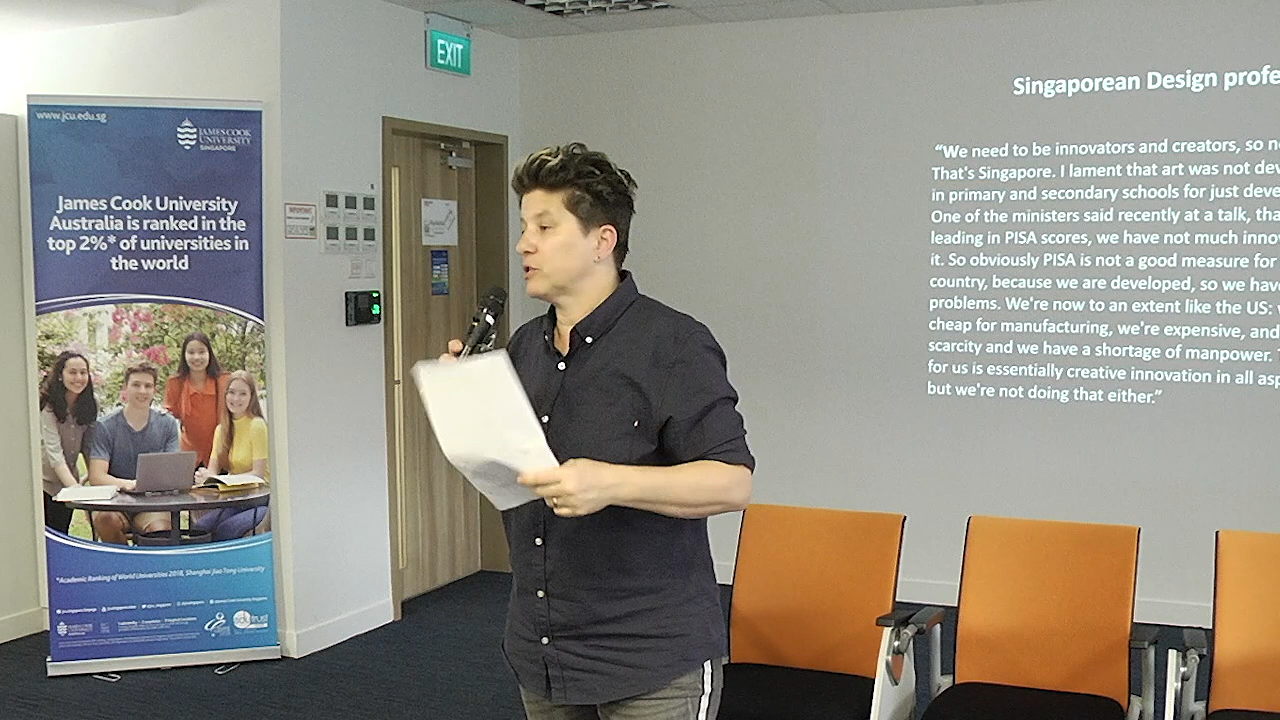 www.jcu.edu.sg
JAMES COOK
UNIVERSITY
SINGAPORE
James Cook University
Australia is ranked in the
top 2%* of universities in
the world
*Academic Ranking of World Universities 2018, Shanghai Jiao Tong University
EXIT
IMPORTANT
Singaporean Design profe
“We need to be innovators and creators, so n
That's Singapore. I lament that art was not dev
in primary and secondary schools for just deve
One of the ministers said recently at a talk, tha
leading in PISA scores, we have not much inno
it. So obviously PISA is not a good measure for
country, because we are developed, so we have
problems. We're now to an extent like the US:
cheap for manufacturing, we're expensive, and
scarcity and we have a shortage of manpower.
for us is essentially creative innovation in all asp
but we're not doing that either.”